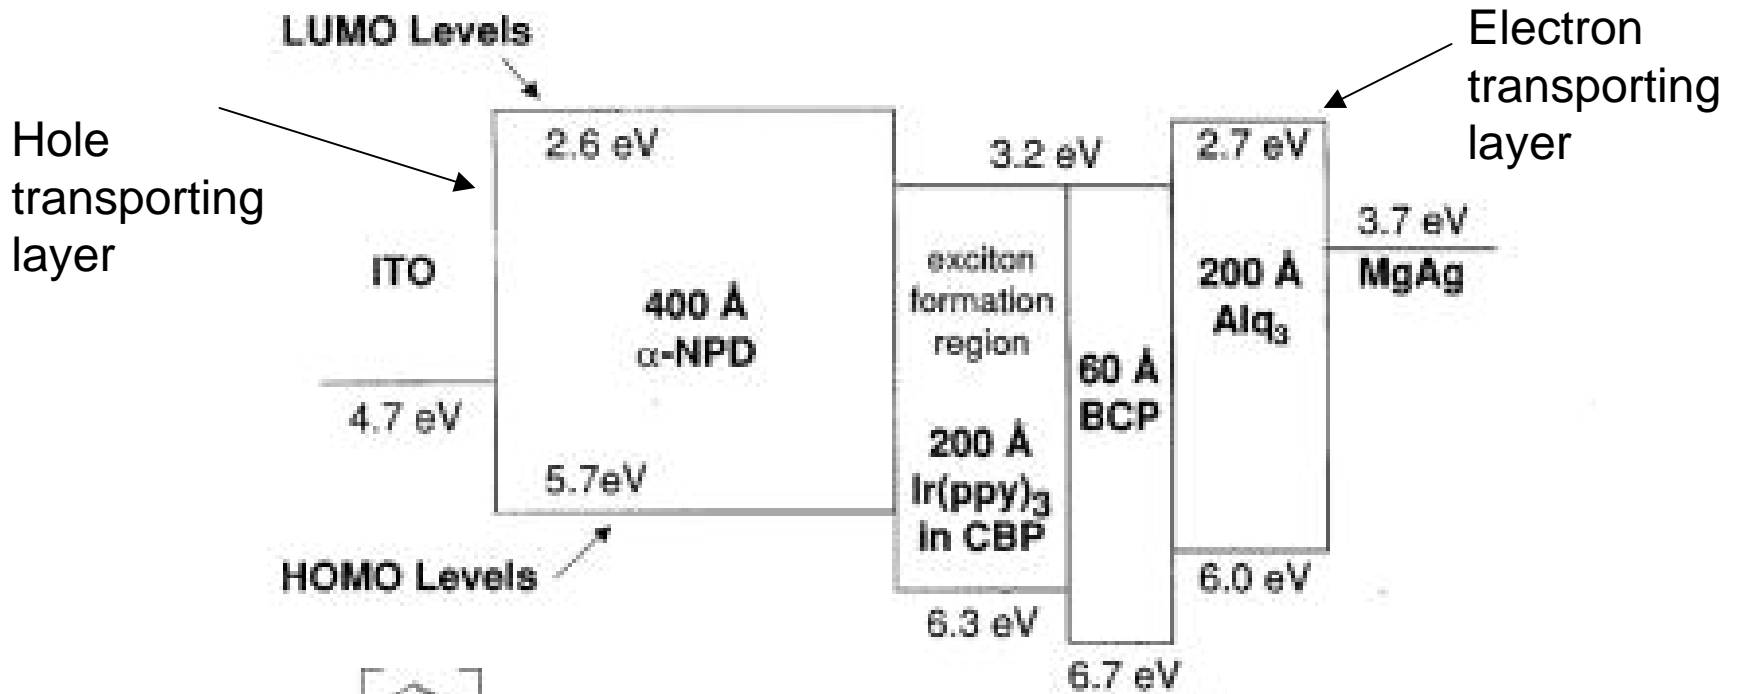 LUMO Levels
Electron
transporting
layer
Hole
transporting
layer
2.6 eV
3.2 eV
2.7 eV
3.7 eV
MgAg
ITO
400 Å
α-NPD
exciton
formation
region
200 Å
Alq3
60 Å
BCP
4.7 eV
200 Å
Ir(ppy)3
in CBP
5.7eV
HOMO Levels
6.0 eV
6.3 eV
6.7 eV